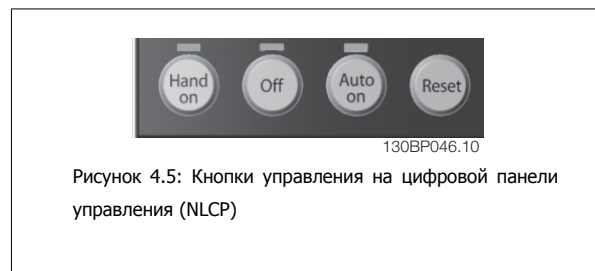 Hand on
Off
Auto on
Reset
130BP046.10
Рисунок 4.5: Кнопки управления на цифровой панели
управления (NLCP)